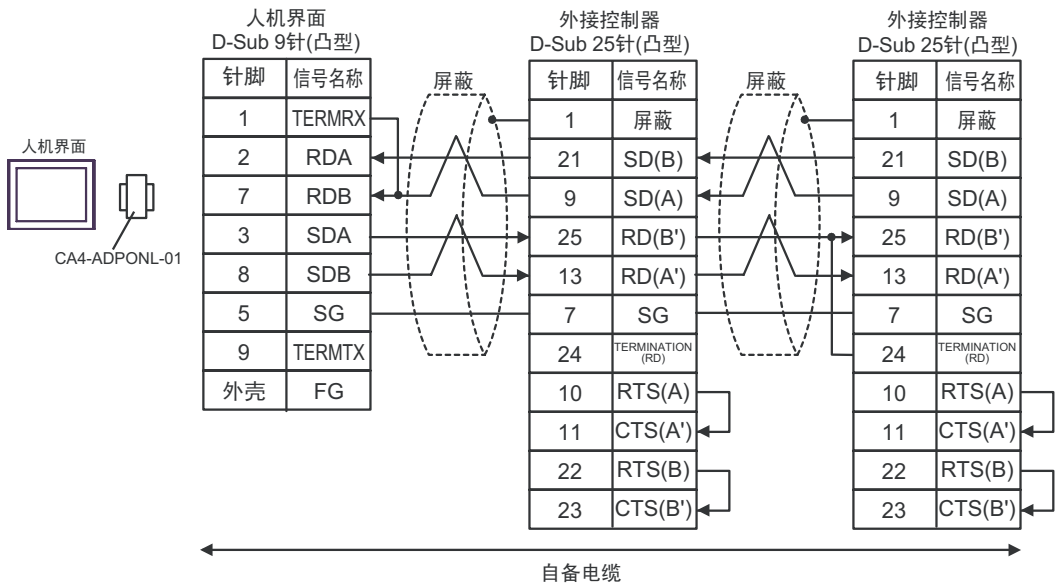 人机界面
D-Sub 9针(凸型)
外接控制器
D-Sub 25针(凸型)
外接控制器
D-Sub 25针(凸型)
人机界面
CA4-ADPONL-01
针脚 信号名称
1 TERMRX
2 RDA
7 RDB
3 SDA
8 SDB
5 SG
9 TERMTX
外壳 FG
屏蔽
针脚 信号名称
1 屏蔽
21 SD(B)
9 SD(A)
25 RD(B')
13 RD(A')
7 SG
24 TERMINATION
(RD)
10 RTS(A)
11 CTS(A')
22 RTS(B)
23 CTS(B')
屏蔽
针脚 信号名称
1 屏蔽
21 SD(B)
9 SD(A)
25 RD(B')
13 RD(A')
7 SG
24 TERMINATION
(RD)
10 RTS(A)
11 CTS(A')
22 RTS(B)
23 CTS(B')
自备电缆